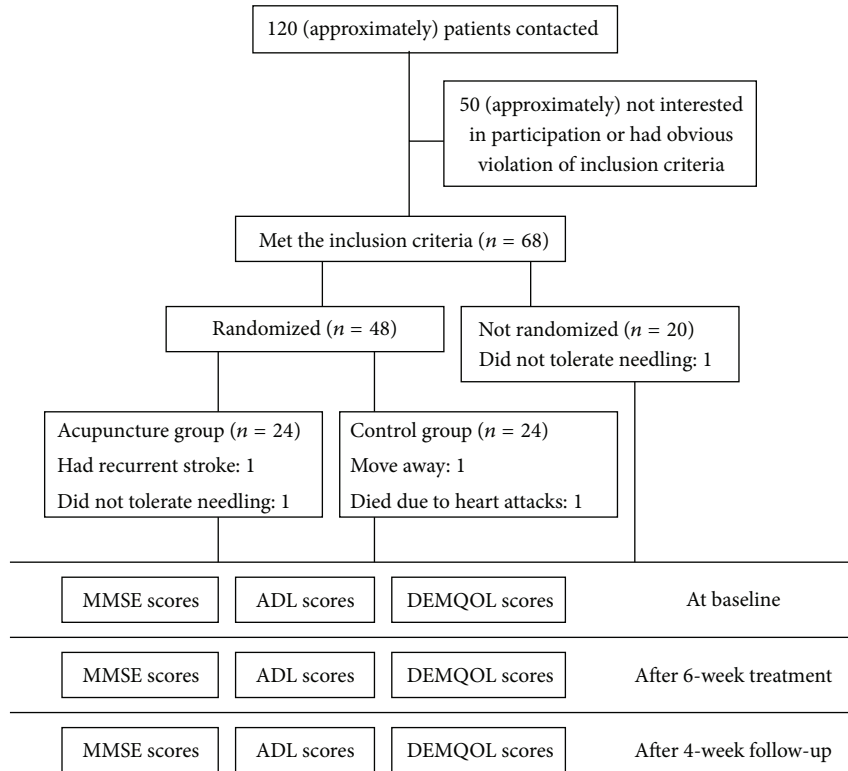 120 (approximately) patients contacted
50 (approximately) not interested
in participation or had obvious
violation of inclusion criteria
Met the inclusion criteria (n = 68)
Randomized (n = 48)
Not randomized (n = 20)
Did not tolerate needling: 1
Acupuncture group (n = 24)
Had recurrent stroke: 1
Did not tolerate needling: 1
Control group (n = 24)
Move away: 1
Died due to heart attacks: 1
MMSE scores
ADL scores
DEMQOL scores
At baseline
MMSE scores
ADL scores
DEMQOL scores
After 6-week treatment
MMSE scores
ADL scores
DEMQOL scores
After 4-week follow-up